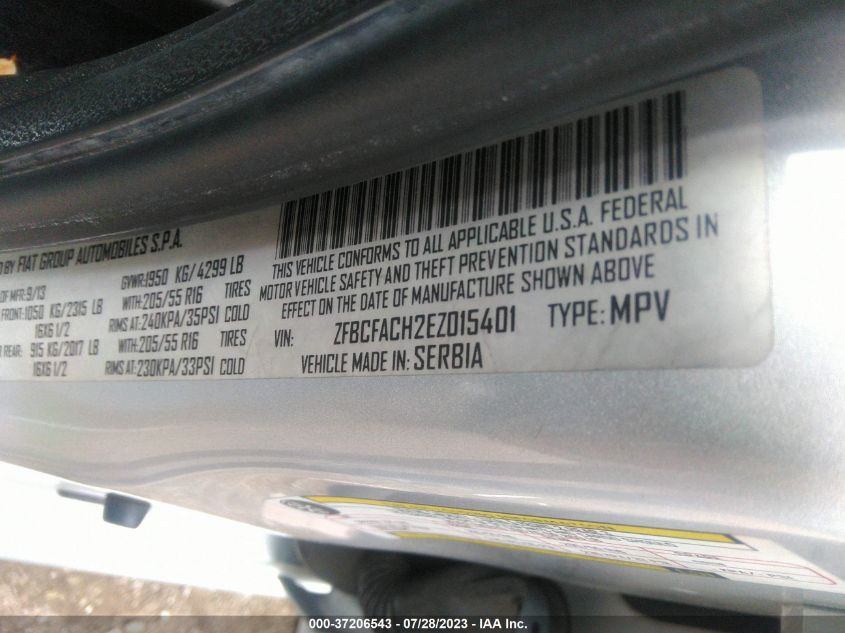 D BY FIAT GROUP AUTOMOBILES S.P.A.
OF MFR: 9/13 GVWR: 1950 KG/ 4299 LB
FRONT: 1050 KG/2315 LB WITH: 205/55 R16 TIRES
16X6 1/2 RIMS AT: 240KPA/35PSI COLD
REAR: 915 KG/2017 LB WITH: 205/55 R16 TIRES
16X6 1/2 RIMS AT: 230KPA/33PSI COLD
THIS VEHICLE CONFORMS TO ALL APPLICABLE U.S.A. FEDERAL
MOTOR VEHICLE SAFETY AND THEFT PREVENTION STANDARDS IN
EFFECT ON THE DATE OF MANUFACTURE SHOWN ABOVE
VIN: ZFBCFACH2EZ015401 TYPE: MPV
VEHICLE MADE IN: SERBIA
000-37206543 / 07/28/2023 - IAA Inc.